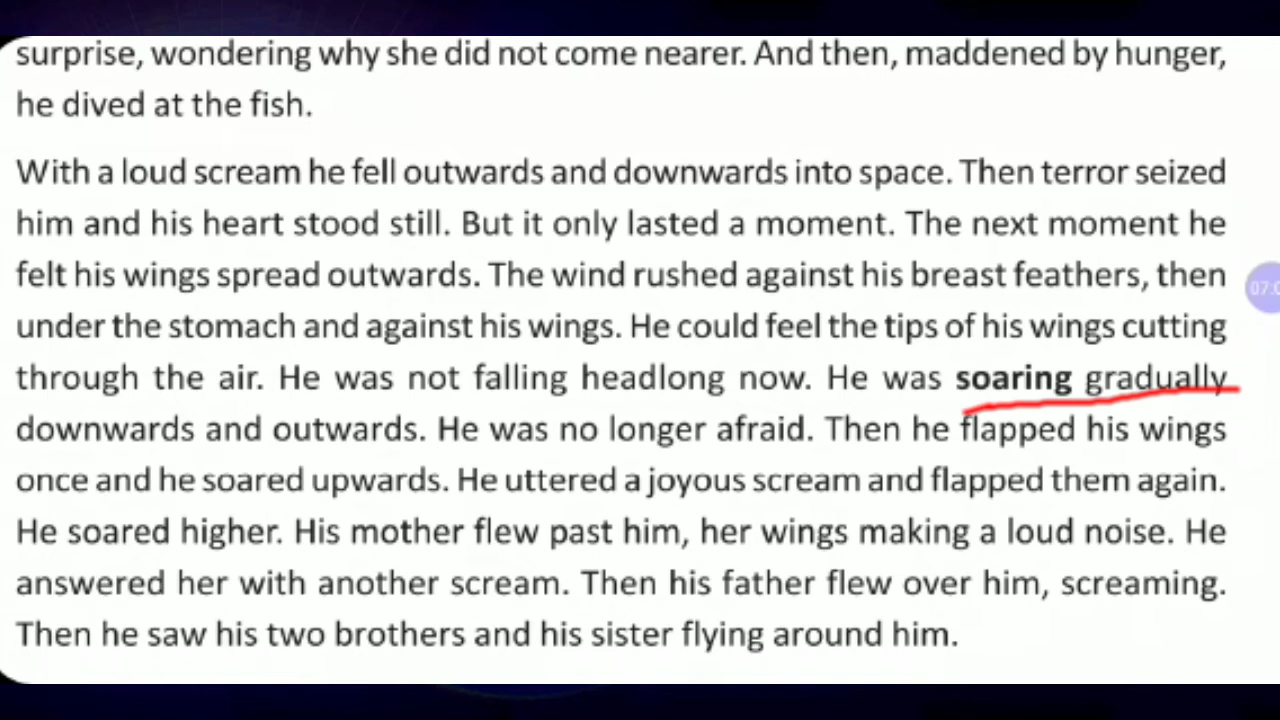 surprise, wondering why she did not come nearer. And then, maddened by hunger,
he dived at the fish.
With a loud scream he fell outwards and downwards into space. Then terror seized
him and his heart stood still. But it only lasted a moment. The next moment he
felt his wings spread outwards. The wind rushed against his breast feathers, then
under the stomach and against his wings. He could feel the tips of his wings cutting
through the air. He was not falling headlong now. He was soaring gradually
downwards and outwards. He was no longer afraid. Then he flapped his wings
once and he soared upwards. He uttered a joyous scream and flapped them again.
He soared higher. His mother flew past him, her wings making a loud noise. He
answered her with another scream. Then his father flew over him, screaming.
Then he saw his two brothers and his sister flying around him.